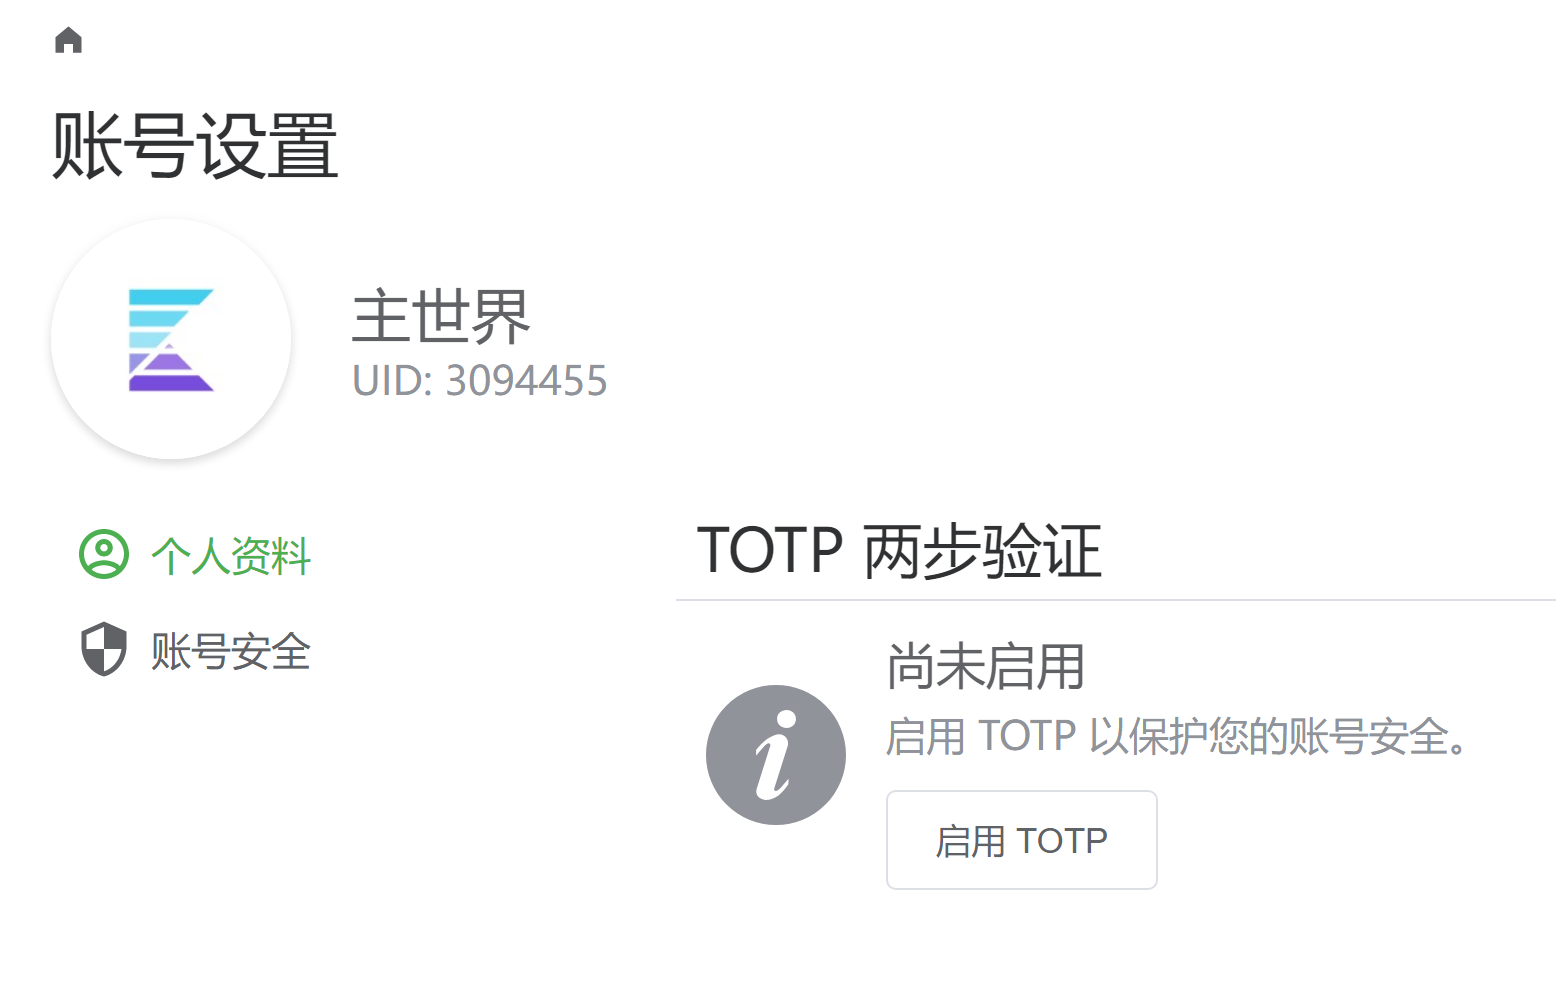 账号设置
主世界
UID: 3094455
个人资料
账号安全
TOTP 两步验证
尚未启用
启用 TOTP 以保护您的账号安全。
启用 TOTP